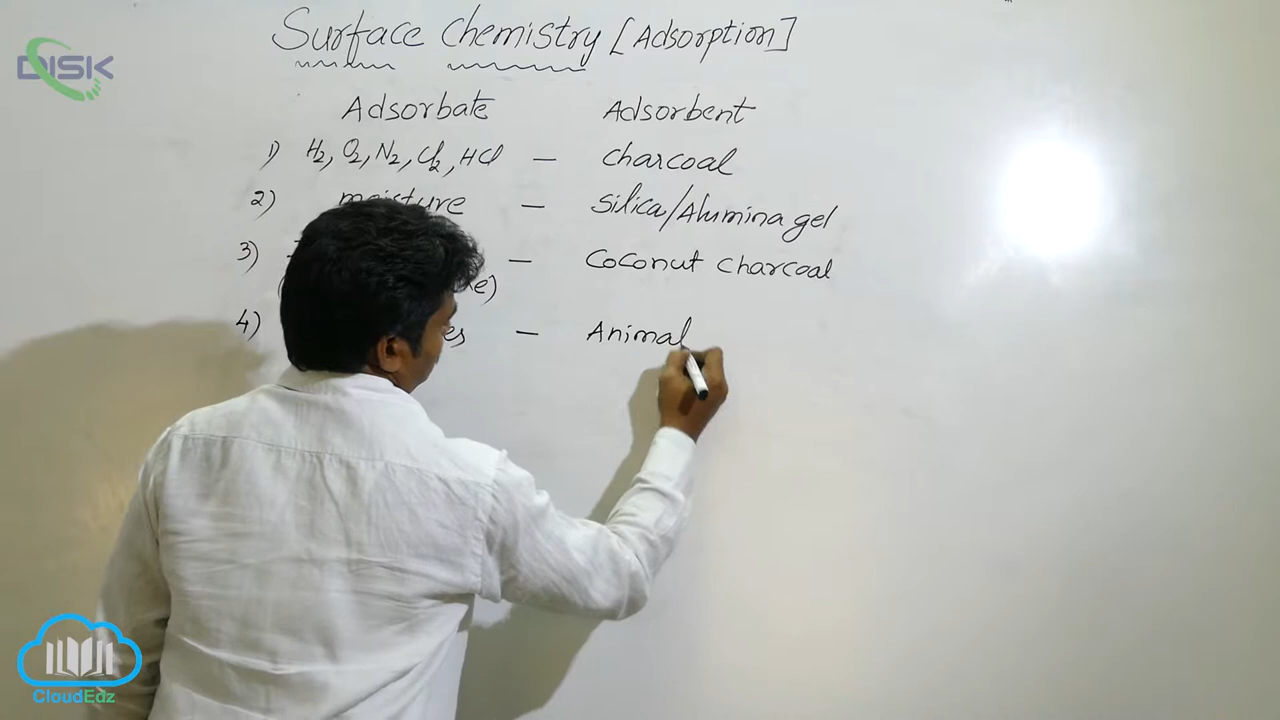 Surface Chemistry [Adsorption]
DISK
Adsorbate Adsorbent
1) H2, O2, N2, Cl2, HCl — Charcoal
2) moisture — Silica/Alumina gel
3) — Coconut Charcoal
4) — Animal
CloudEdz